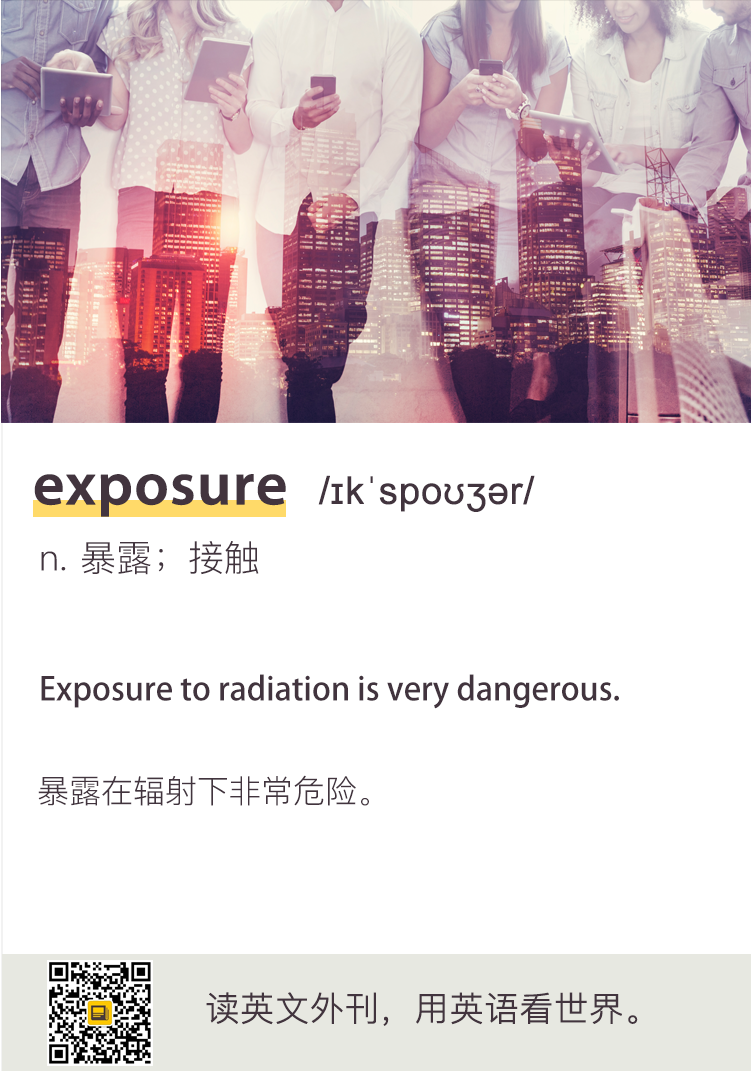 exposure /ɪkˈspoʊʒər/
n. 暴露；接触
Exposure to radiation is very dangerous.
暴露在辐射下非常危险。
读英文外刊，用英语看世界。